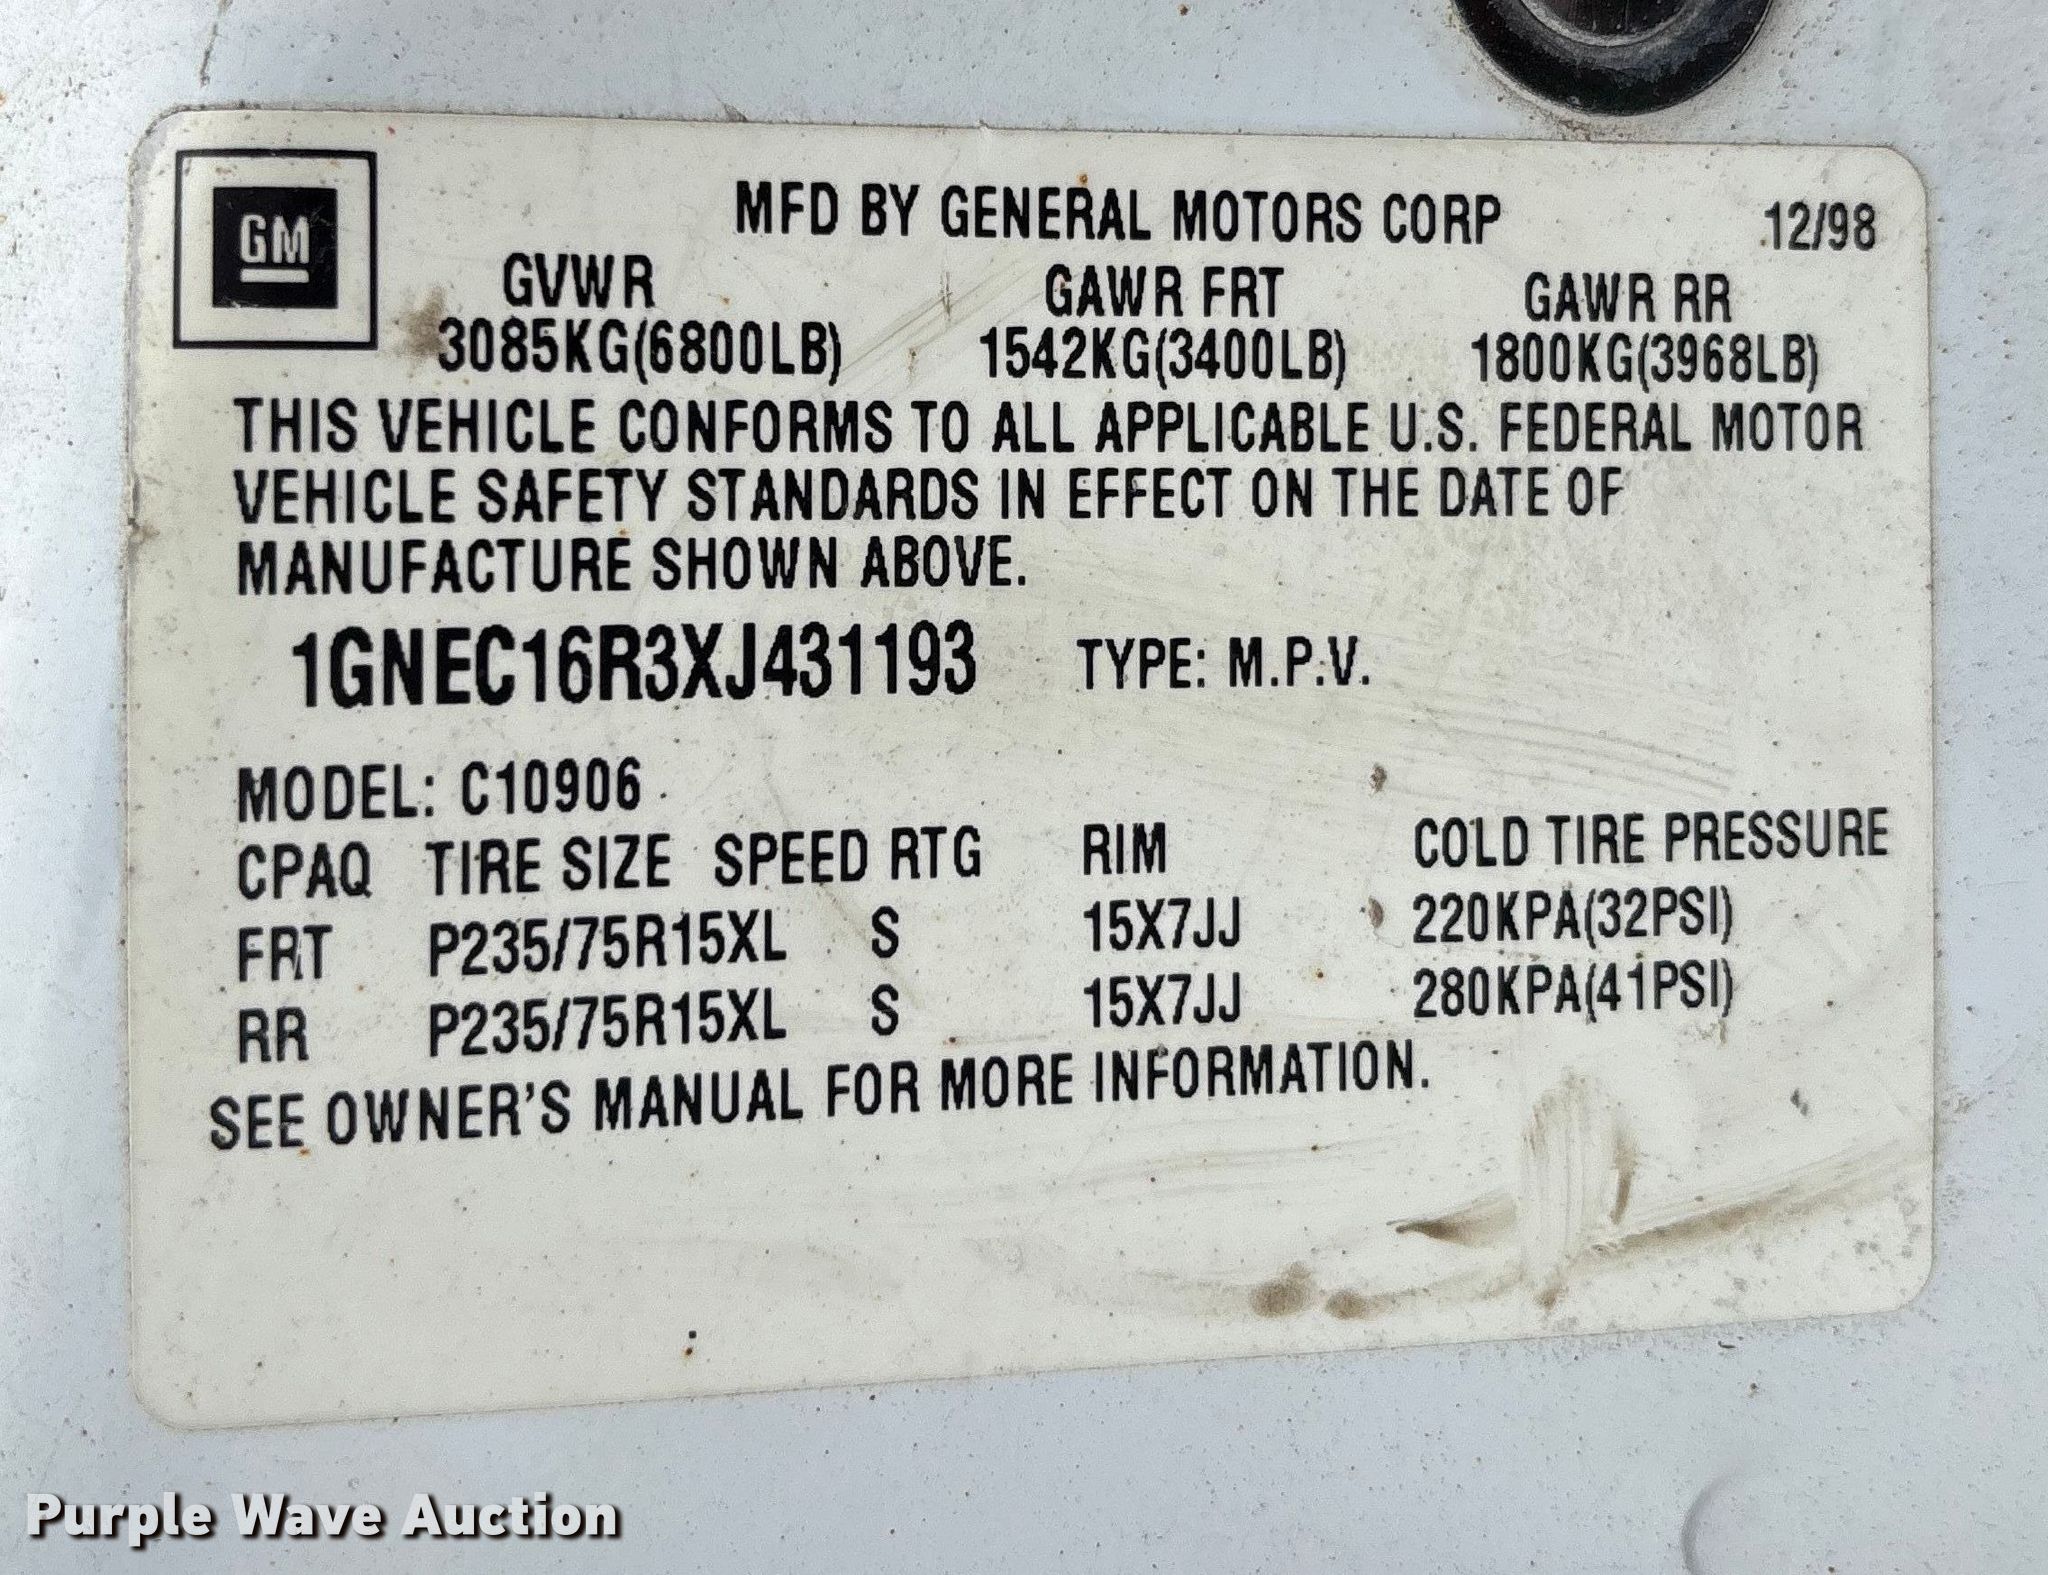 GM
MFD BY GENERAL MOTORS CORP 12/98
GVWR GAWR FRT GAWR RR
3085KG(6800LB) 1542KG(3400LB) 1800KG(3968LB)
THIS VEHICLE CONFORMS TO ALL APPLICABLE U.S. FEDERAL MOTOR
VEHICLE SAFETY STANDARDS IN EFFECT ON THE DATE OF
MANUFACTURE SHOWN ABOVE.
1GNEC16R3XJ431193 TYPE: M.P.V.
MODEL: C10906
CPAQ TIRE SIZE SPEED RTG RIM COLD TIRE PRESSURE
FRT P235/75R15XL S 15X7JJ 220KPA(32PSI)
RR P235/75R15XL S 15X7JJ 280KPA(41PSI)
SEE OWNER'S MANUAL FOR MORE INFORMATION.
Purple Wave Auction